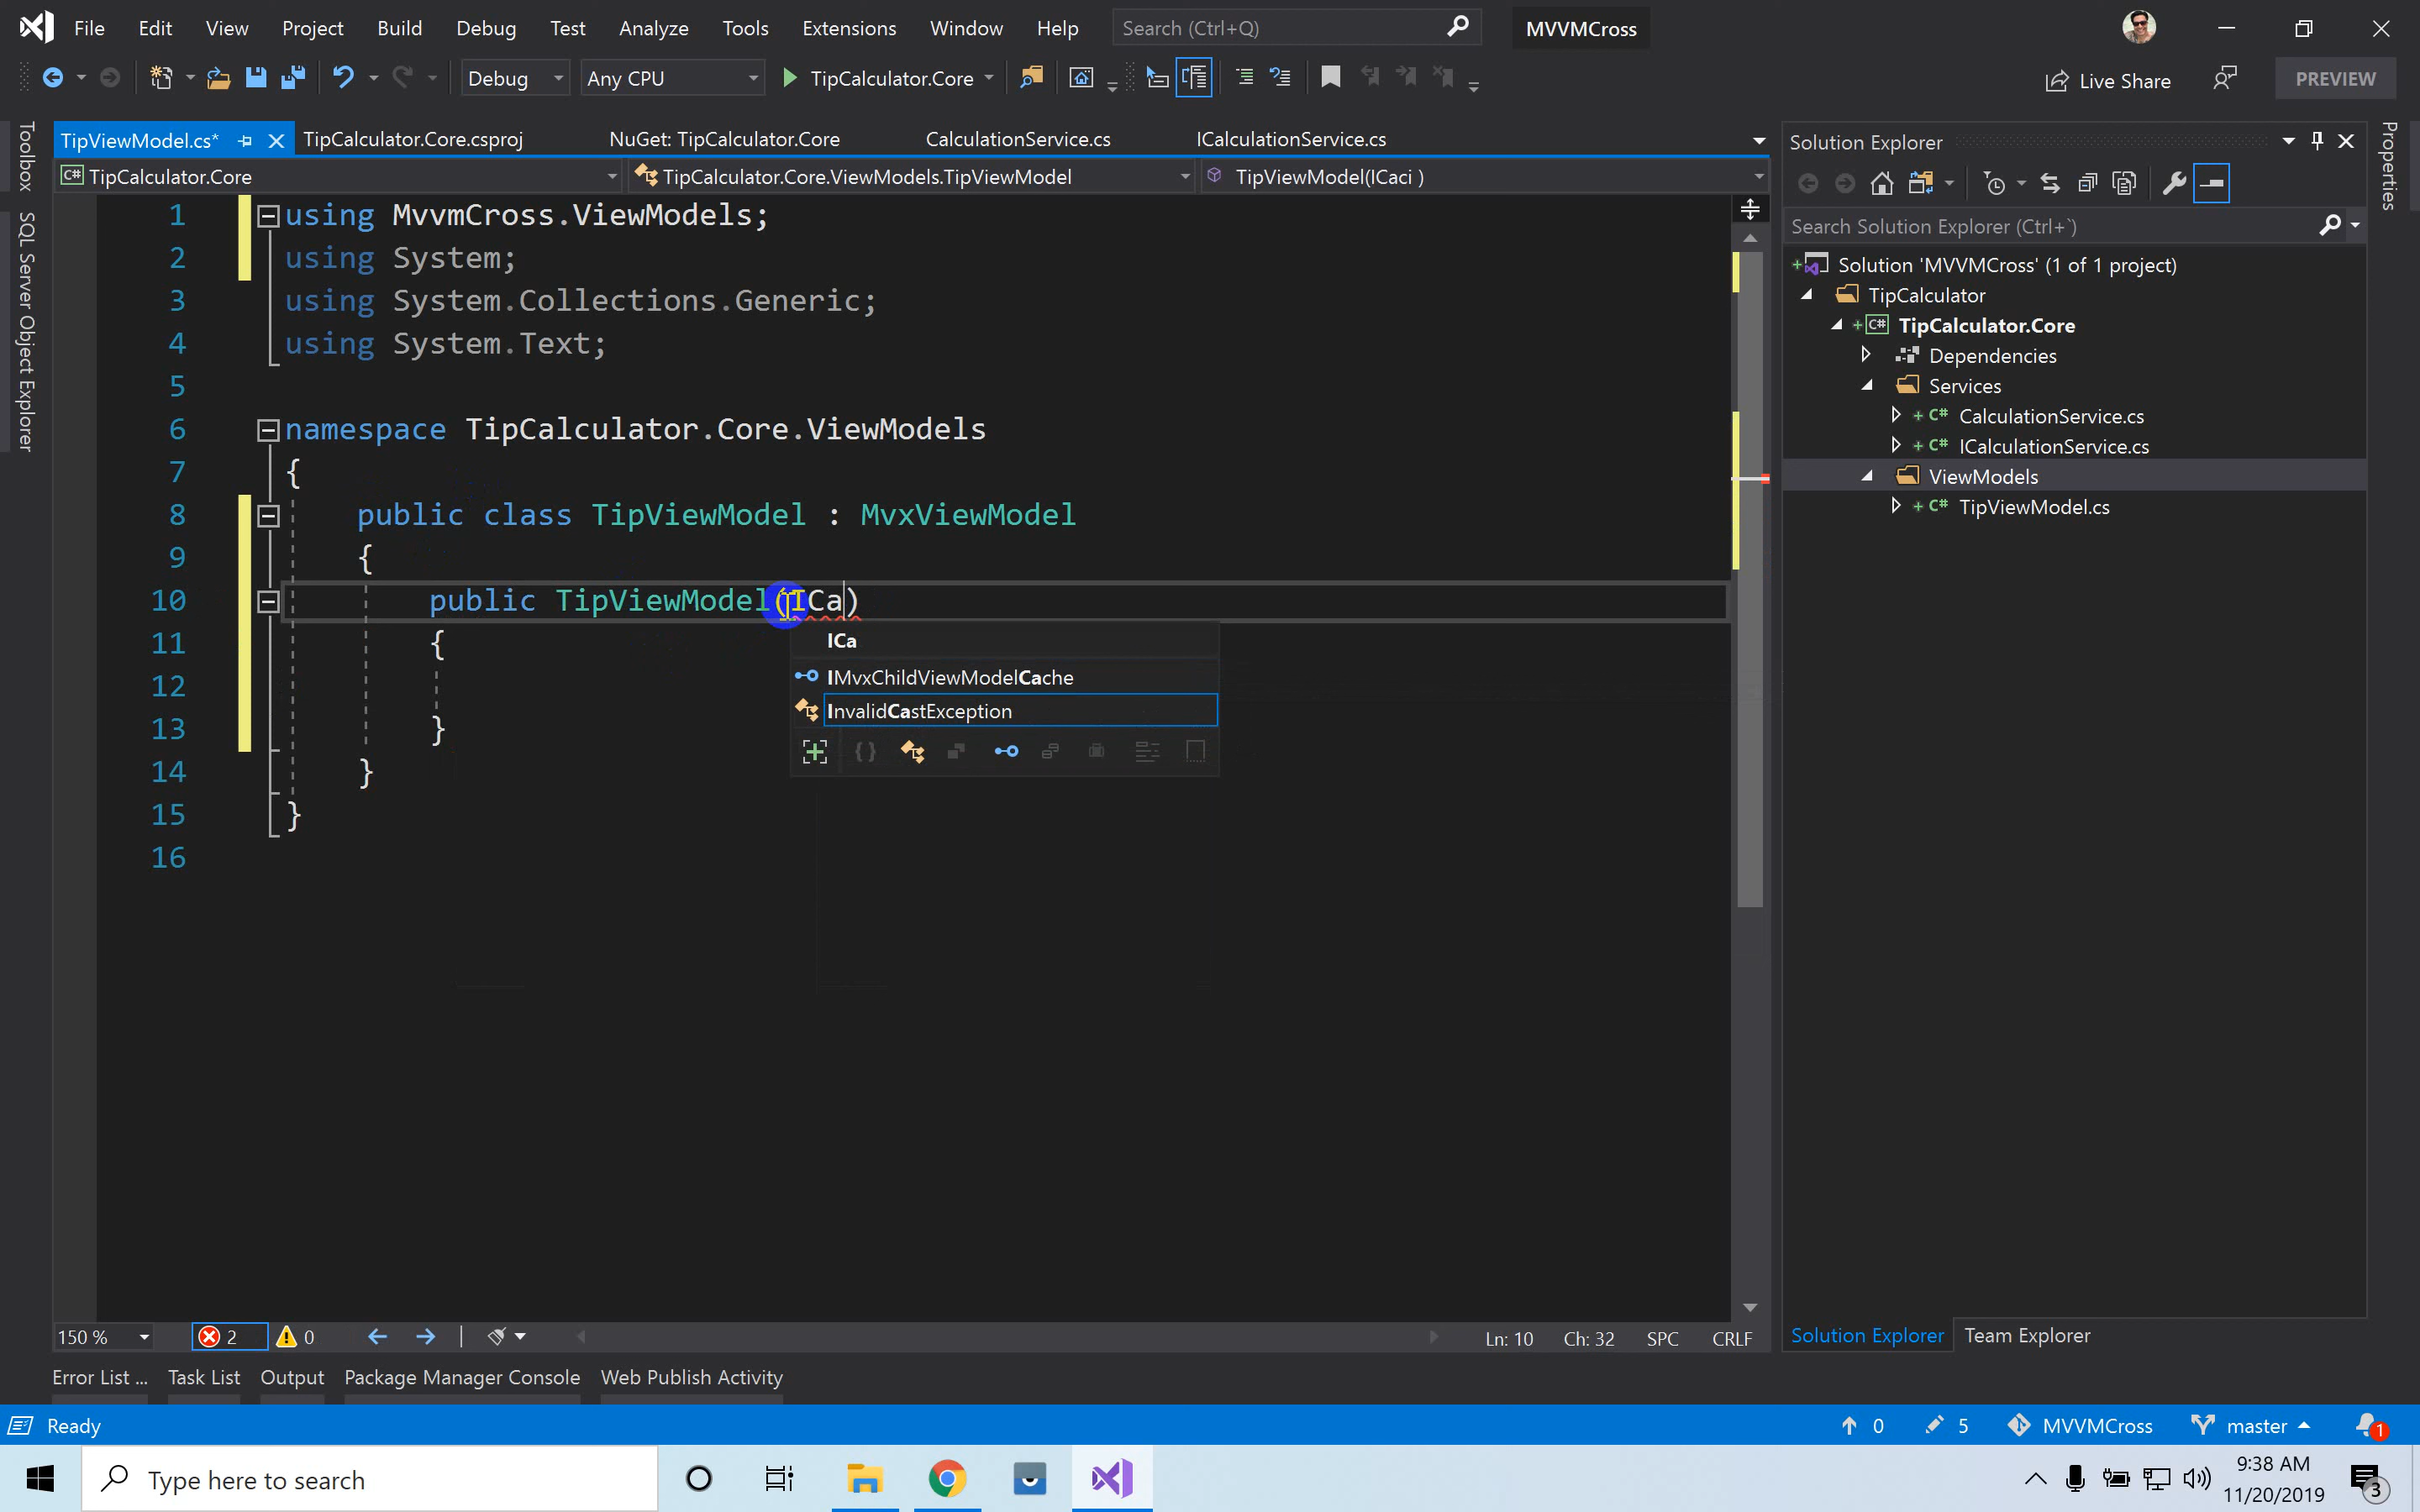 File Edit View Project Build Debug Test Analyze Tools Extensions Window Help Search (Ctrl+Q) MVVMCross
Debug Any CPU TipCalculator.Core Live Share PREVIEW
TipViewModel.cs* TipCalculator.Core.csproj NuGet: TipCalculator.Core CalculationService.cs ICalculationService.cs
C# TipCalculator.Core TipCalculator.Core.ViewModels.TipViewModel TipViewModel(ICaci )
Toolbox
SQL Server Object Explorer
1 using MvvmCross.ViewModels;
2 using System;
3 using System.Collections.Generic;
4 using System.Text;
5
6 namespace TipCalculator.Core.ViewModels
7 {
8 public class TipViewModel : MvxViewModel
9 {
10 public TipViewModel(ICa)
11 {
12
13 }
14 }
15 }
16
ICa
IMvxChildViewModelCache
InvalidCastException
Solution Explorer
Search Solution Explorer (Ctrl+`)
Solution 'MVVMCross' (1 of 1 project)
TipCalculator
C# TipCalculator.Core
Dependencies
Services
C# CalculationService.cs
C# ICalculationService.cs
ViewModels
C# TipViewModel.cs
Properties
150 % 2 0 Ln: 10 Ch: 32 SPC CRLF
Solution Explorer Team Explorer
Error List ... Task List Output Package Manager Console Web Publish Activity
Ready 0 5 MVVMCross master 1
Type here to search
9:38 AM
11/20/2019
3